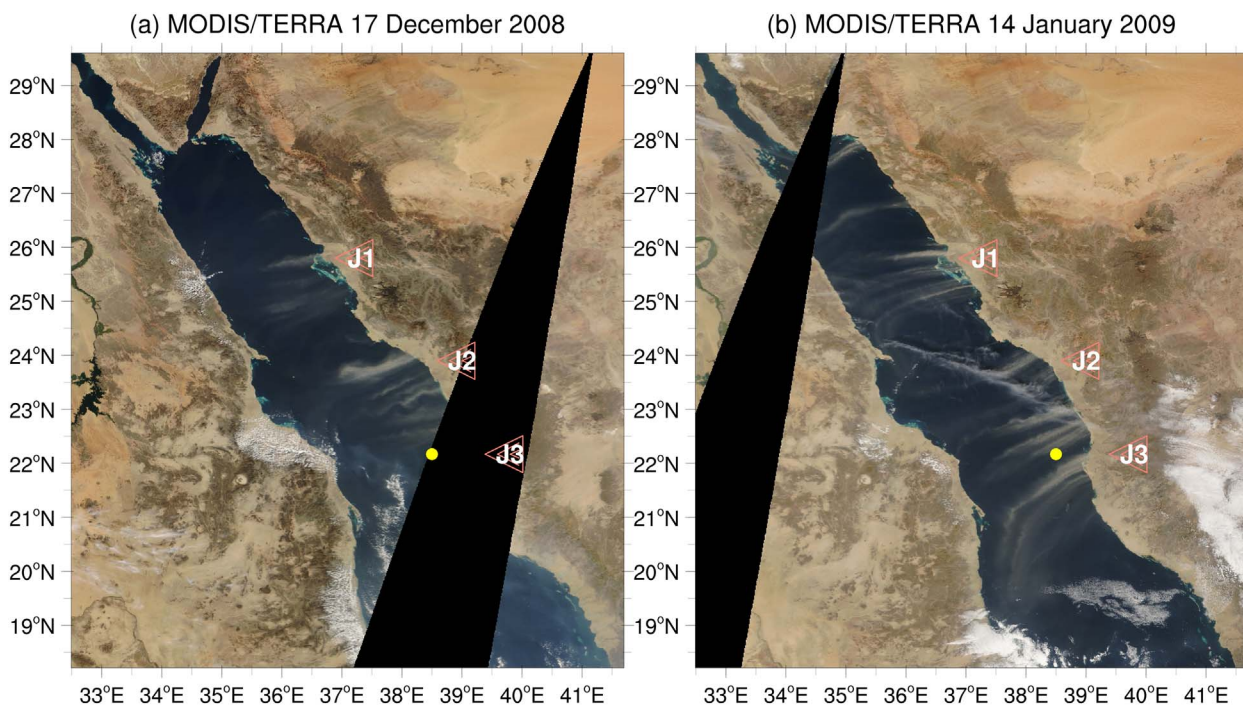 (a) MODIS/TERRA 17 December 2008
(b) MODIS/TERRA 14 January 2009
29°N
28°N
27°N
26°N
25°N
24°N
23°N
22°N
21°N
20°N
19°N
J1
J2
J3
33°E 34°E 35°E 36°E 37°E 38°E 39°E 40°E 41°E
29°N
28°N
27°N
26°N
25°N
24°N
23°N
22°N
21°N
20°N
19°N
J1
J2
J3
33°E 34°E 35°E 36°E 37°E 38°E 39°E 40°E 41°E